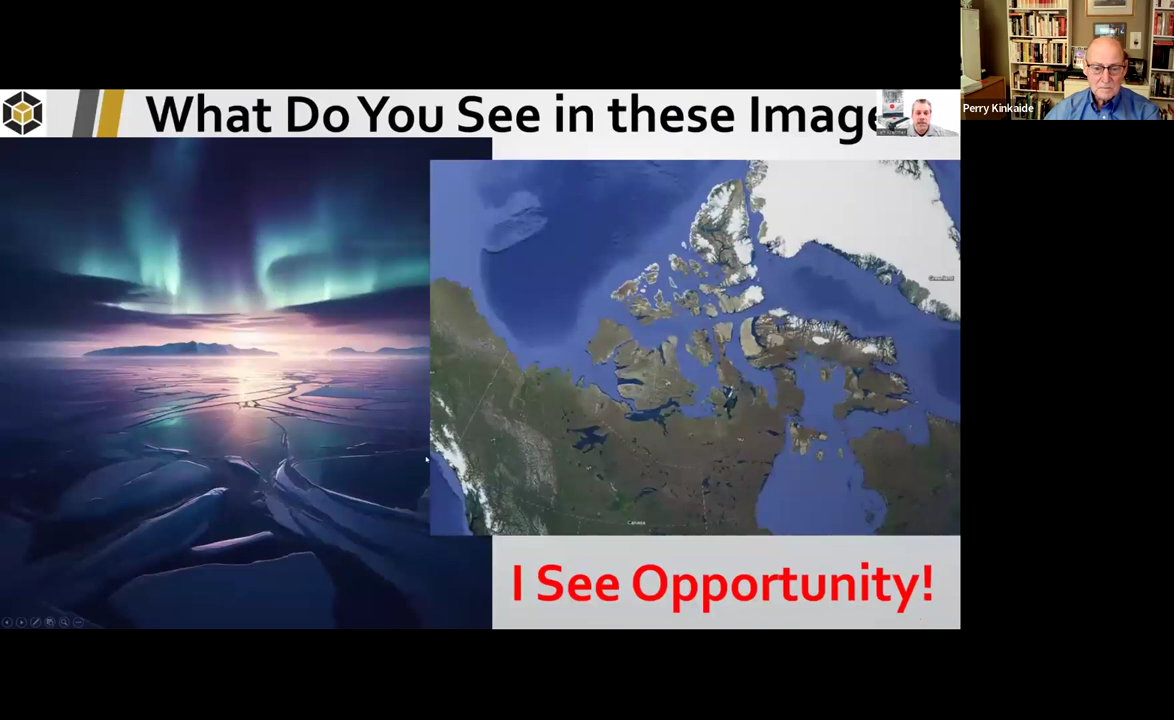 What Do You See in these Image
Perry Kinkaide
Greenland
Canada
I See Opportunity!